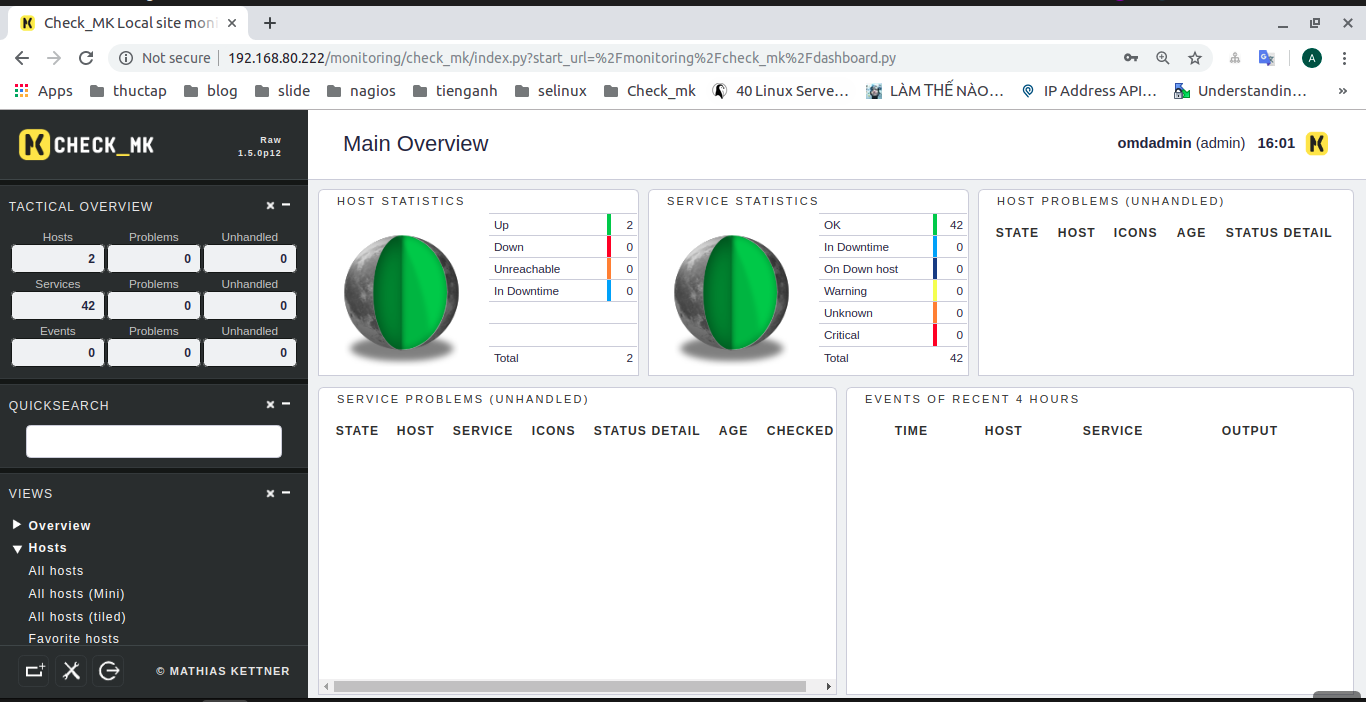 Check_MK Local site moni
Not secure
192.168.80.222/monitoring/check_mk/index.py?start_url=%2Fmonitoring%2Fcheck_mk%2Fdashboard.py
A
Apps thuctap blog slide nagios tienganh selinux Check_mk 40 Linux Serve... LÀM THẾ NÀO... IP Address API... Understandin... »
CHECK_MK
Raw
1.5.0p12
Main Overview
omdadmin (admin) 16:01
TACTICAL OVERVIEW
Hosts Problems Unhandled
2 0 0
Services Problems Unhandled
42 0 0
Events Problems Unhandled
0 0 0
QUICKSEARCH
VIEWS
Overview
Hosts
All hosts
All hosts (Mini)
All hosts (tiled)
Favorite hosts
© MATHIAS KETTNER
HOST STATISTICS
Up 2
Down 0
Unreachable 0
In Downtime 0
Total 2
SERVICE STATISTICS
OK 42
In Downtime 0
On Down host 0
Warning 0
Unknown 0
Critical 0
Total 42
HOST PROBLEMS (UNHANDLED)
STATE HOST ICONS AGE STATUS DETAIL
SERVICE PROBLEMS (UNHANDLED)
STATE HOST SERVICE ICONS STATUS DETAIL AGE CHECKED
EVENTS OF RECENT 4 HOURS
TIME HOST SERVICE OUTPUT